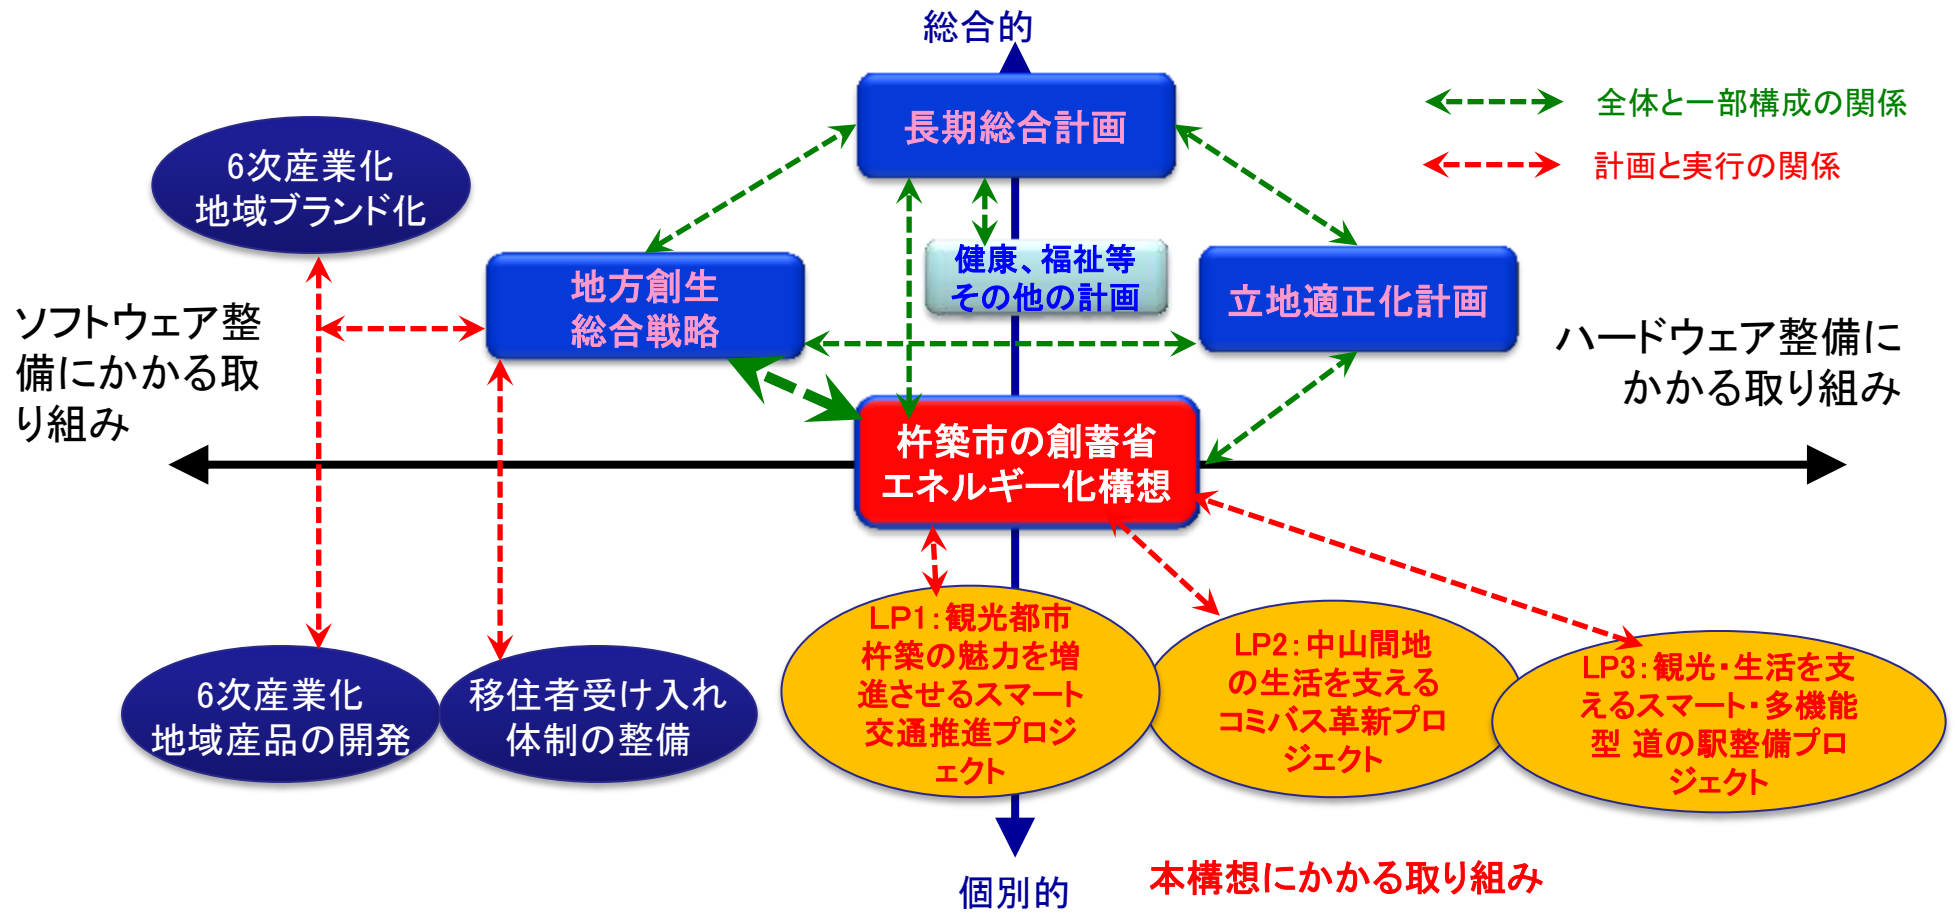 総合的
長期総合計画
全体と一部構成の関係
計画と実行の関係
6次産業化
地域ブランド化
地方創生
総合戦略
健康、福祉等
その他の計画
立地適正化計画
ソフトウェア整
備にかかる取
り組み
ハードウェア整備に
かかる取り組み
杵築市の創蓄省
エネルギー化構想
6次産業化
地域産品の開発
移住者受け入れ
体制の整備
LP1:観光都市
杵築の魅力を増
進させるスマート
交通推進プロジ
ェクト
LP2:中山間地
の生活を支える
コミバス革新プロ
ジェクト
LP3:観光・生活を支
えるスマート・多機能
型 道の駅整備プロ
ジェクト
個別的
本構想にかかる取り組み